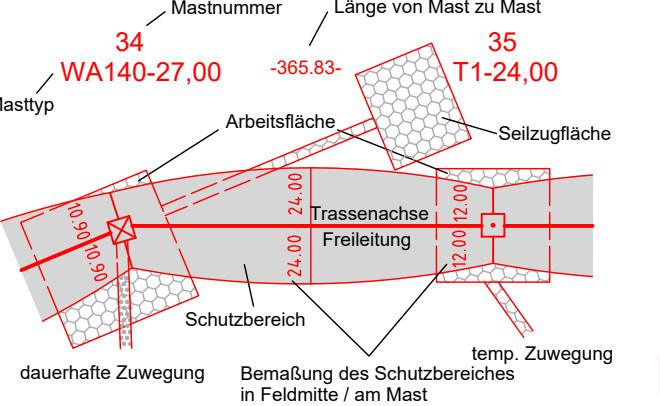 Mastnummer
Länge von Mast zu Mast
34
35
WA140-27,00
-365.83-
T1-24,00
Masttyp
Arbeitsfläche
Seilzugfläche
10.90
10.90
24.00
24.00
12.00
12.00
Trassenachse
Freileitung
Schutzbereich
temp. Zuwegung
dauerhafte Zuwegung
Bemaßung des Schutzbereiches
in Feldmitte / am Mast